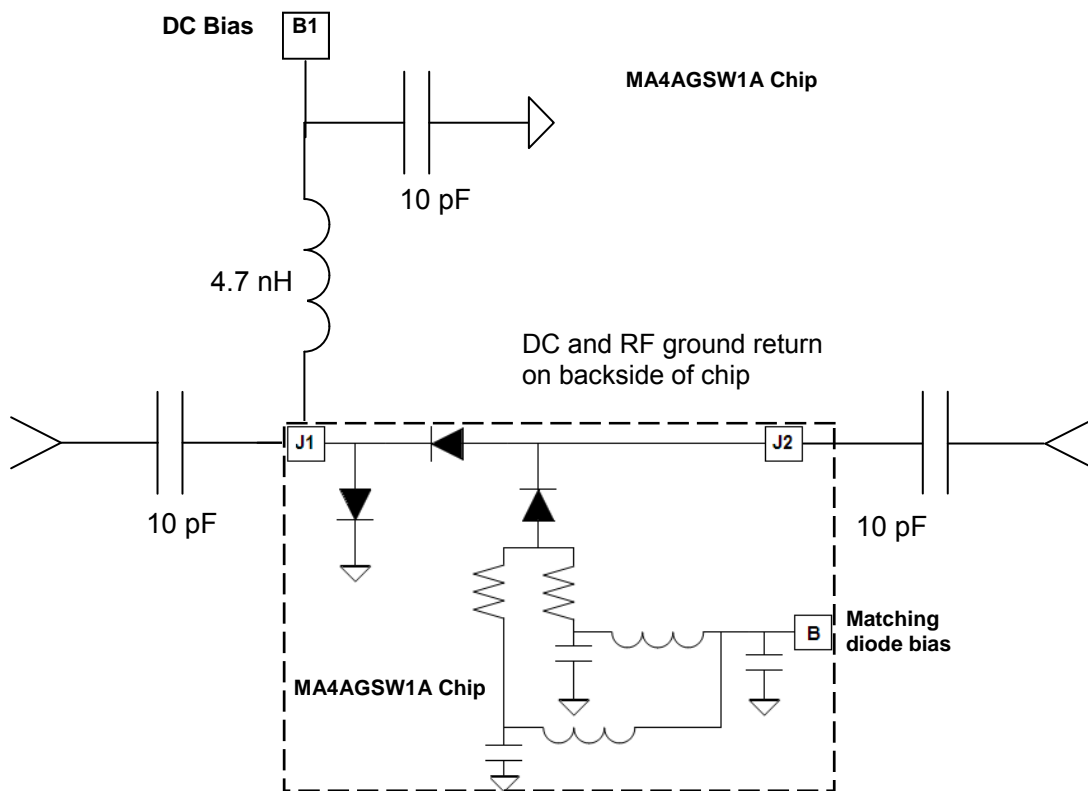 DC Bias
B1
MA4AGSW1A Chip
10 pF
4.7 nH
DC and RF ground return
on backside of chip
J1
J2
10 pF
10 pF
B
Matching
diode bias
MA4AGSW1A Chip